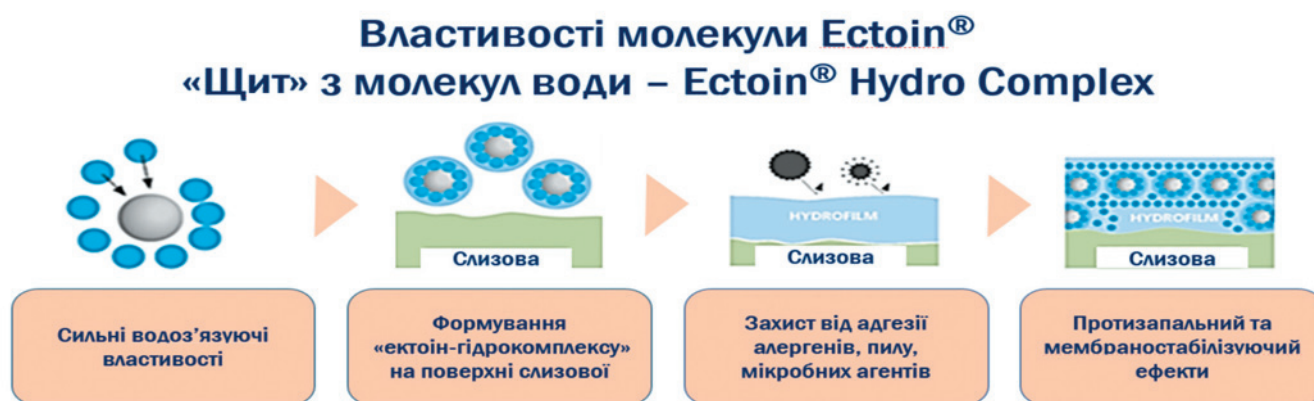 Властивості молекули Ectoin®
«Щит» з молекул води – Ectoin® Hydro Complex
Слизова
HYDROFILM
Слизова
HYDROFILM
Слизова
Сильні водоз’язуючі
властивості
Формування
«ектоін-гідрокомплексу»
на поверхні слизової
Захист від адгезії
алергенів, пилу,
мікробних агентів
Протизапальний та
мембраностабілізуючий
ефекти